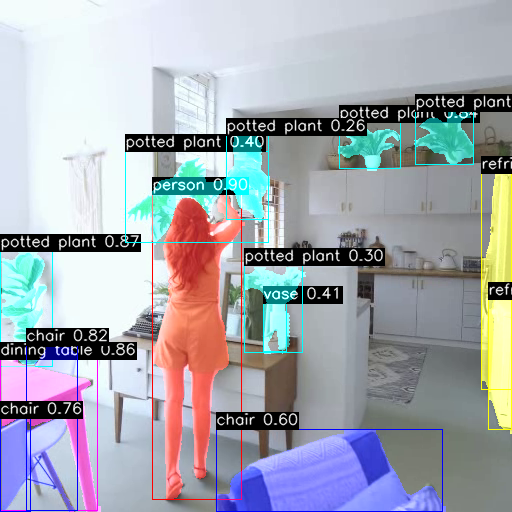 potted plant
potted plant 0.84
potted plant 0.26
potted plant 0.40
refri
person 0.90
potted plant 0.87
potted plant 0.30
refr
vase 0.41
chair 0.82
dining table 0.86
chair 0.76
chair 0.60